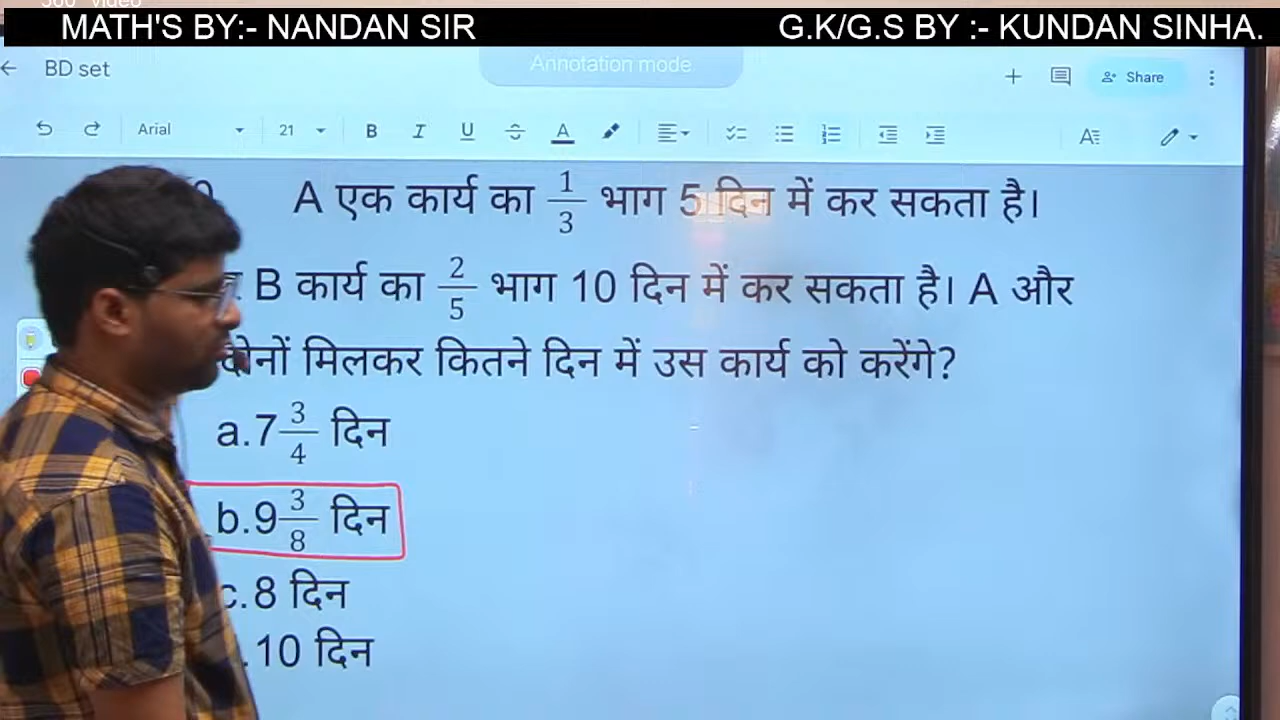 MATH'S BY:- NANDAN SIR G.K/G.S BY :- KUNDAN SINHA.
BD set Annotation mode Share
Arial 21 B I U S A
A एक कार्य का 1/3 भाग 5 दिन में कर सकता है।
B कार्य का 2/5 भाग 10 दिन में कर सकता है। A और
दोनों मिलकर कितने दिन में उस कार्य को करेंगे?
a.7 3/4 दिन
b.9 3/8 दिन
c.8 दिन
.10 दिन